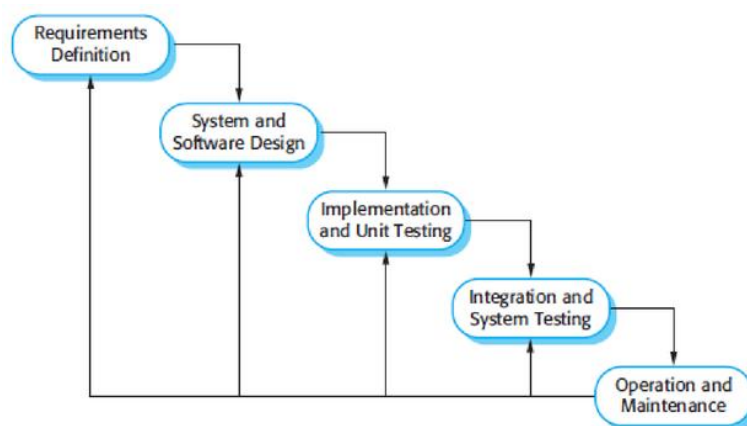 Requirements
Definition
System and
Software Design
Implementation
and Unit Testing
Integration and
System Testing
Operation and
Maintenance